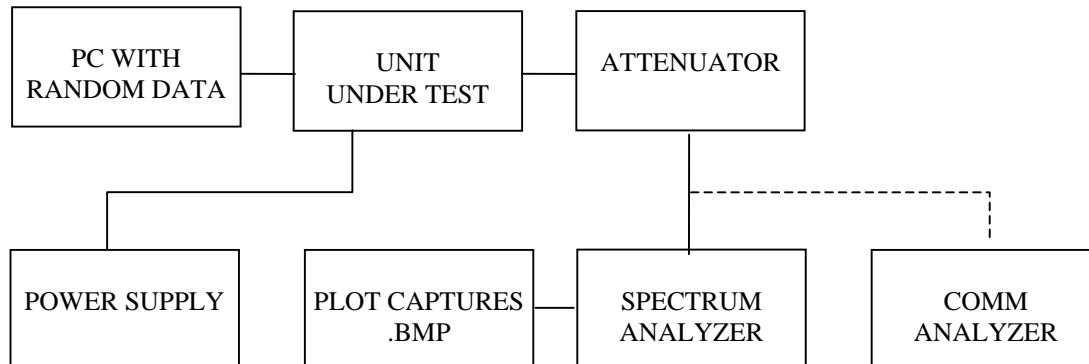 PC WITH
RANDOM DATA
UNIT
UNDER TEST
ATTENUATOR
POWER SUPPLY
PLOT CAPTURES
.BMP
SPECTRUM
ANALYZER
COMM
ANALYZER